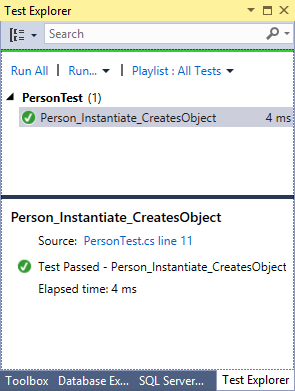 Test Explorer
Search
Run All | Run... | Playlist : All Tests
PersonTest (1)
Person_Instantiate_CreatesObject 4 ms
Person_Instantiate_CreatesObject
Source: PersonTest.cs line 11
Test Passed - Person_Instantiate_CreatesObject
Elapsed time: 4 ms
Toolbox Database Ex... SQL Server... Test Explorer